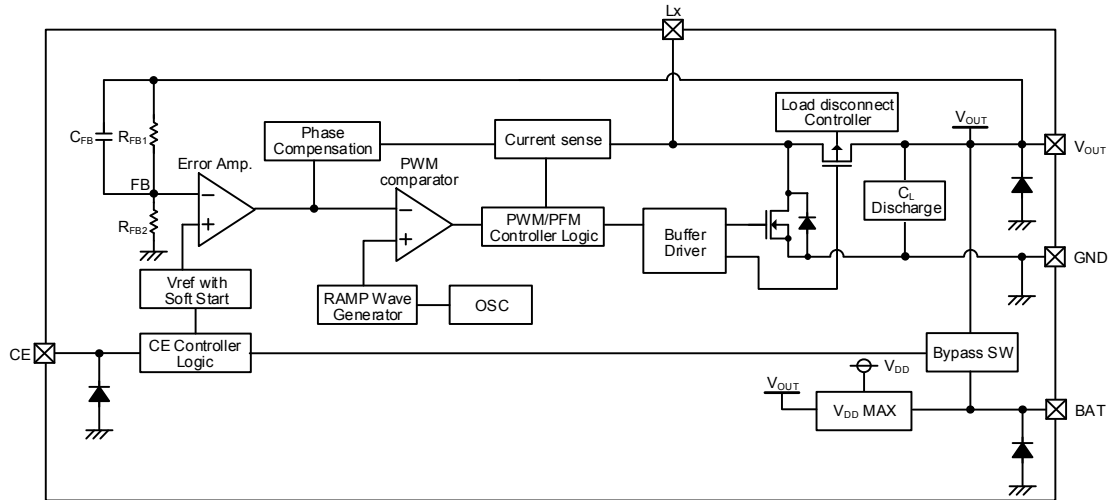 Lx
Load disconnect
Controller
VOUT
CFB
RFB1
Phase
Compensation
Current sense
VOUT
Error Amp.
PWM
comparator
FB
−
+
RFB2
−
+
PWM/PFM
Controller Logic
Buffer
Driver
CL
Discharge
GND
Vref with
Soft Start
RAMP Wave
Generator
OSC
CE
CE Controller
Logic
Bypass SW
VDD
VOUT
VDD MAX
BAT